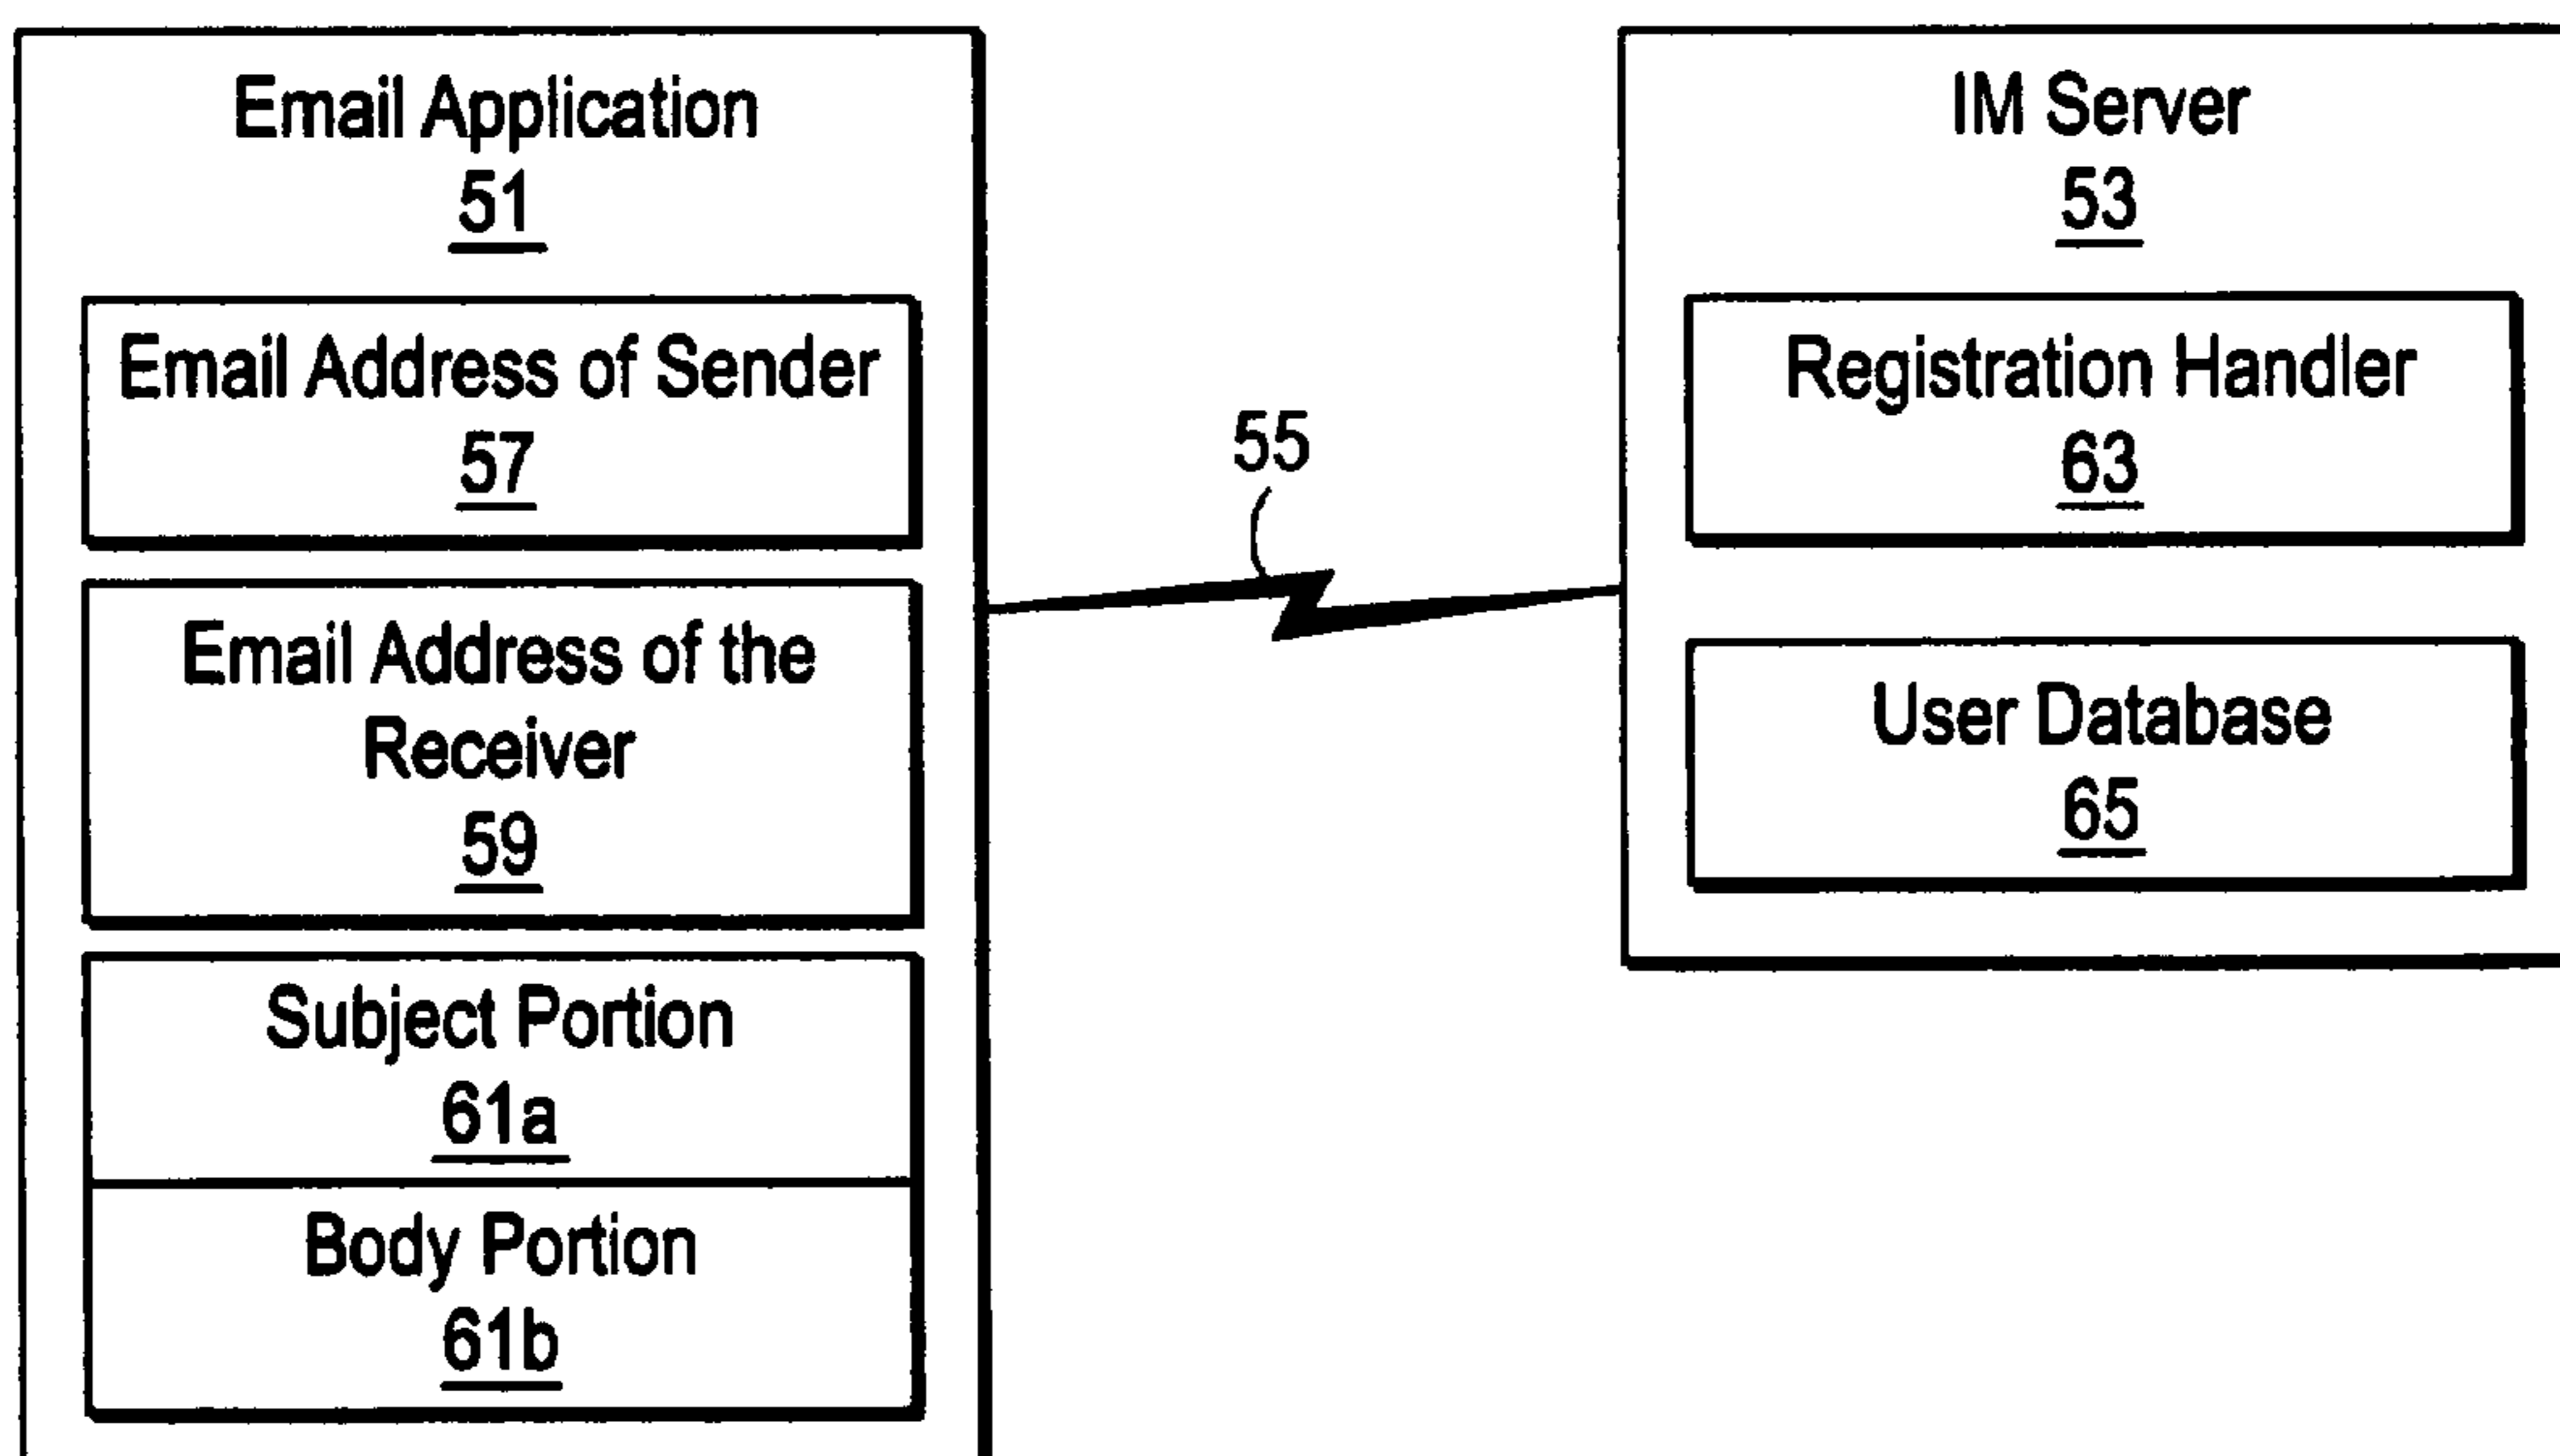 Email Application
51
Email Address of Sender
57
Email Address of the
Receiver
59
Subject Portion
61a
Body Portion
61b
55
IM Server
53
Registration Handler
63
User Database
65